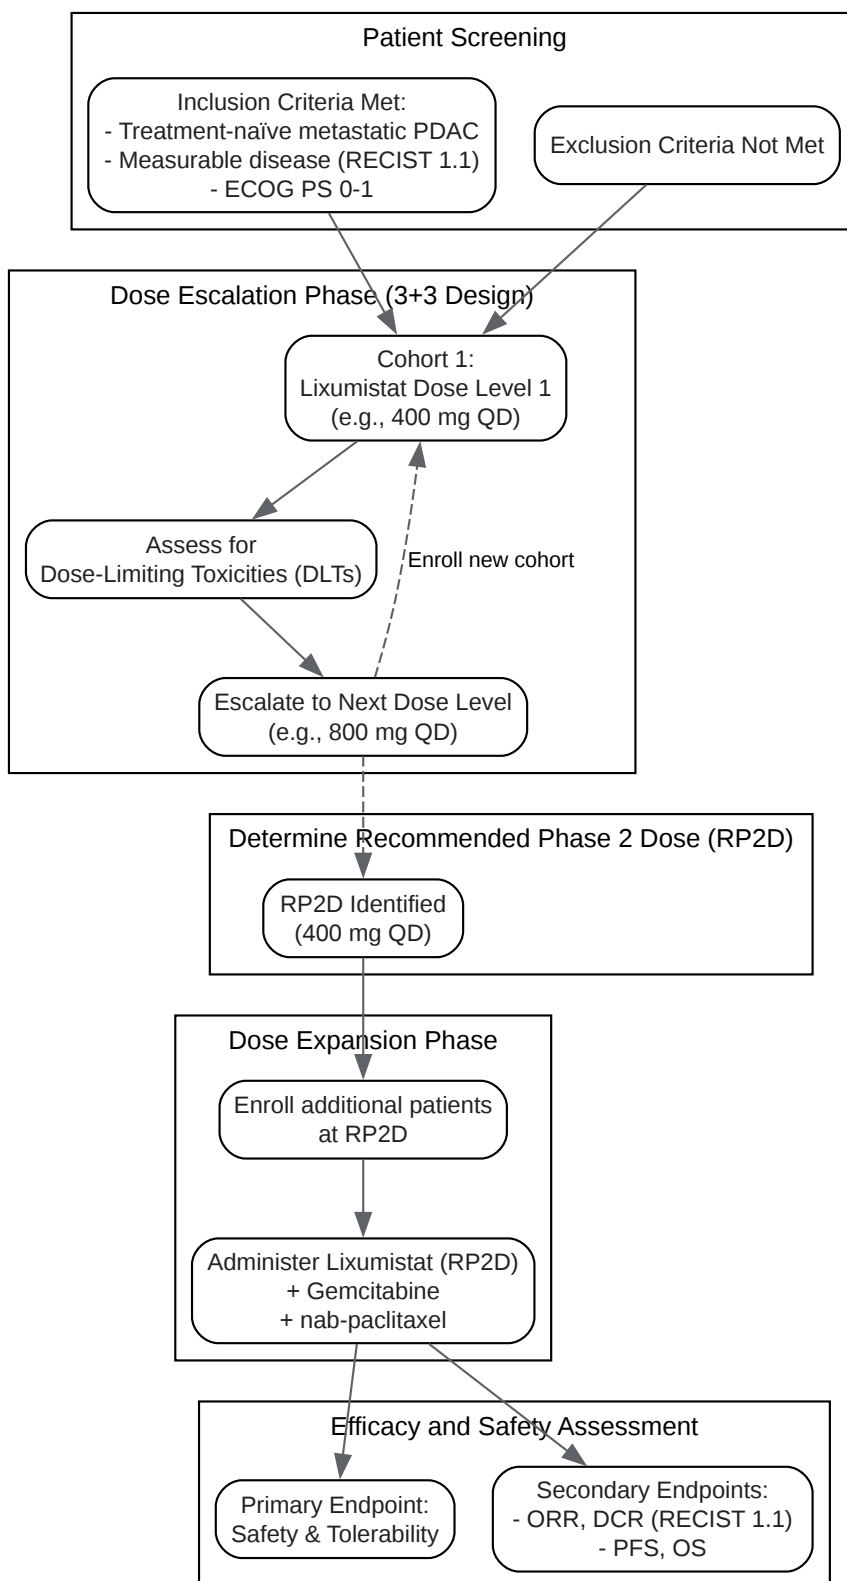 Patient Screening
Inclusion Criteria Met:
- Treatment-naïve metastatic PDAC
- Measurable disease (RECIST 1.1)
- ECOG PS 0-1
Exclusion Criteria Not Met
Dose Escalation Phase (3+3 Design)
Cohort 1:
Lixumistat Dose Level 1
(e.g., 400 mg QD)
Assess for
Dose-Limiting Toxicities (DLTs)
Enroll new cohort
Escalate to Next Dose Level
(e.g., 800 mg QD)
Determine Recommended Phase 2 Dose (RP2D)
RP2D Identified
(400 mg QD)
Dose Expansion Phase
Enroll additional patients
at RP2D
Administer Lixumistat (RP2D)
+ Gemcitabine
+ nab-paclitaxel
Efficacy and Safety Assessment
Primary Endpoint:
Safety & Tolerability
Secondary Endpoints:
- ORR, DCR (RECIST 1.1)
- PFS, OS